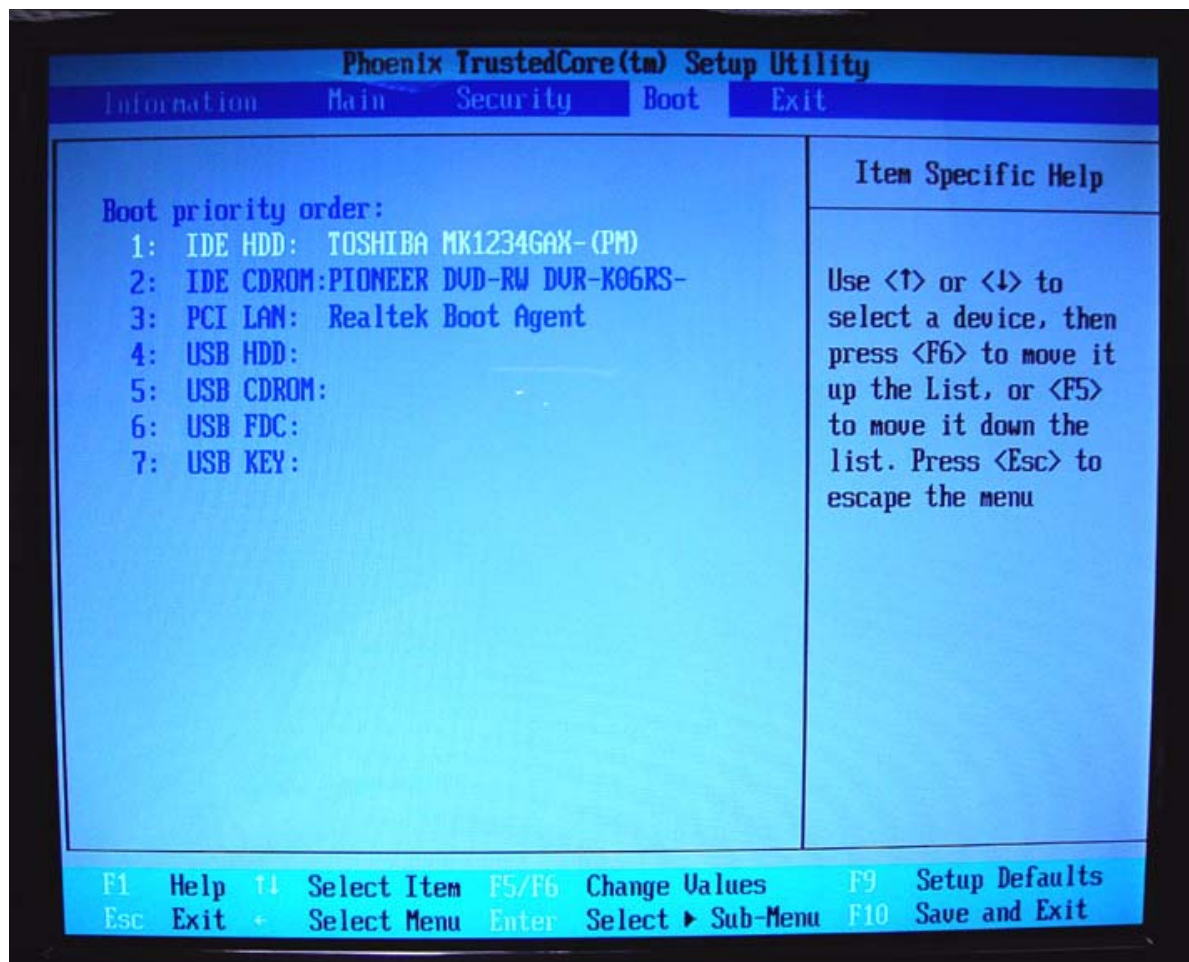 Phoenix TrustedCore(tm) Setup Utility
Information Main Security Boot Exit
Item Specific Help
Boot priority order:
1: IDE HDD: TOSHIBA MK1234GAX-(PM)
2: IDE CDROM:PIONEER DVD-RW DVR-K06RS-
3: PCI LAN: Realtek Boot Agent
4: USB HDD:
5: USB CDROM:
6: USB FDC:
7: USB KEY:
Use <↑> or <↓> to
select a device, then
press <F6> to move it
up the List, or <F5>
to move it down the
list. Press <Esc> to
escape the menu
F1 Help ↑↓ Select Item F5/F6 Change Values F9 Setup Defaults
Esc Exit ← Select Menu Enter Select ▶ Sub-Menu F10 Save and Exit